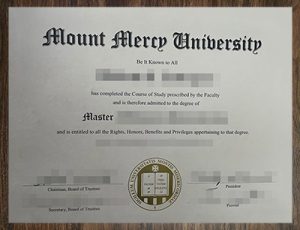 Mount Mercy University
Be It Known to All
has completed the Course of Study prescribed by the Faculty
and is therefore admitted to the degree of
Master
and is entitled to all the Rights, Honors, Benefits and Privileges appertaining to that degree.
Chairman, Board of Trustees
President
Secretary, Board of Trustees